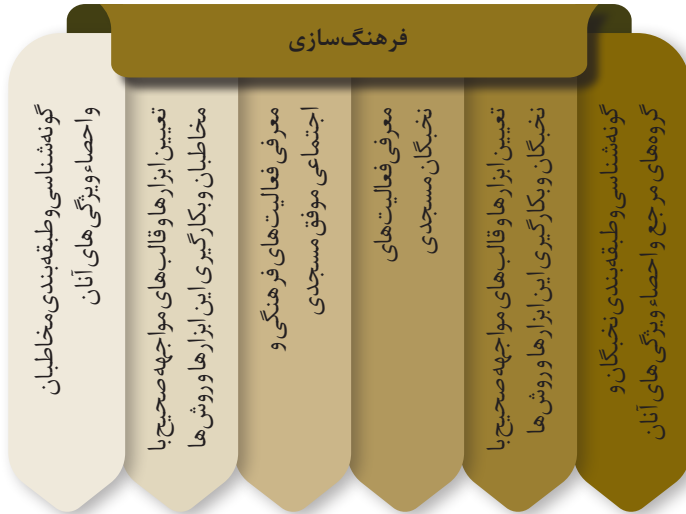 فرهنگ‌سازی
گونه‌شناسی و طبقه‌بندی نخبگان و
گروه‌های مرجع و احصاء ویژگی‌های آنان
تعیین ابزارها و قالب‌های مواجهه صحیح با
نخبگان و بکارگیری این ابزارها و روش‌ها
معرفی فعالیت‌های
نخبگان مسجدی
معرفی فعالیت‌های فرهنگی و
اجتماعی موفق مسجدی
تعیین ابزارها و قالب‌های مواجهه صحیح با
مخاطبان و بکارگیری این ابزارها و روش‌ها
گونه‌شناسی و طبقه‌بندی مخاطبان
و احصاء ویژگی‌های آنان